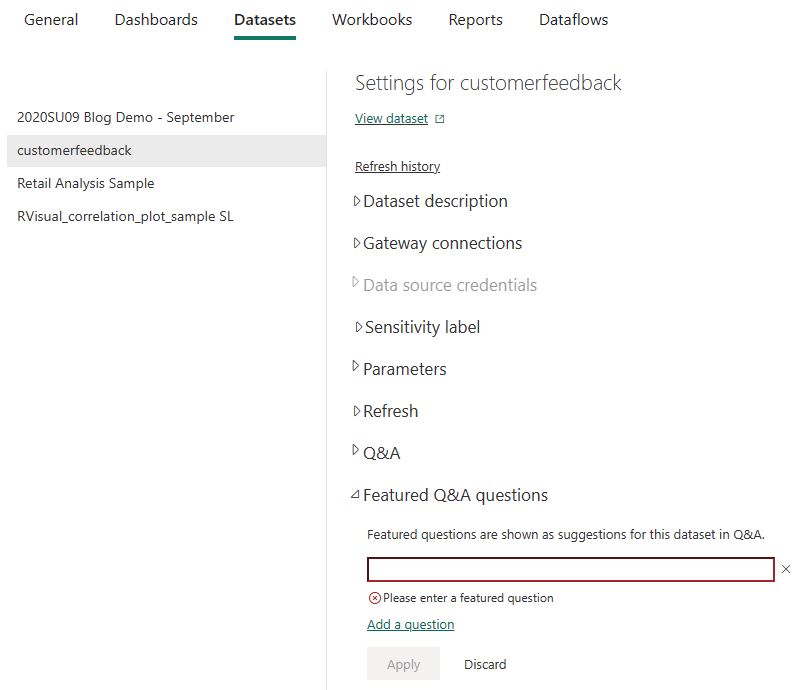 General Dashboards Datasets Workbooks Reports Dataflows
2020SU09 Blog Demo - September
customerfeedback
Retail Analysis Sample
RVisual_correlation_plot_sample SL
Settings for customerfeedback
View dataset
Refresh history
Dataset description
Gateway connections
Data source credentials
Sensitivity label
Parameters
Refresh
Q&A
Featured Q&A questions
Featured questions are shown as suggestions for this dataset in Q&A.
Please enter a featured question
Add a question
Apply Discard